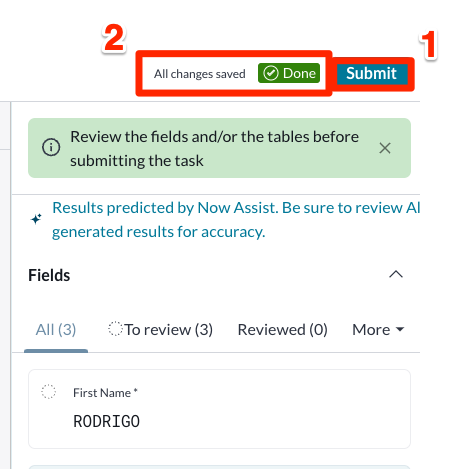 2
1
All changes saved Done Submit
Review the fields and/or the tables before
submitting the task
Results predicted by Now Assist. Be sure to review AI
generated results for accuracy.
Fields
All (3) To review (3) Reviewed (0) More
First Name *
RODRIGO